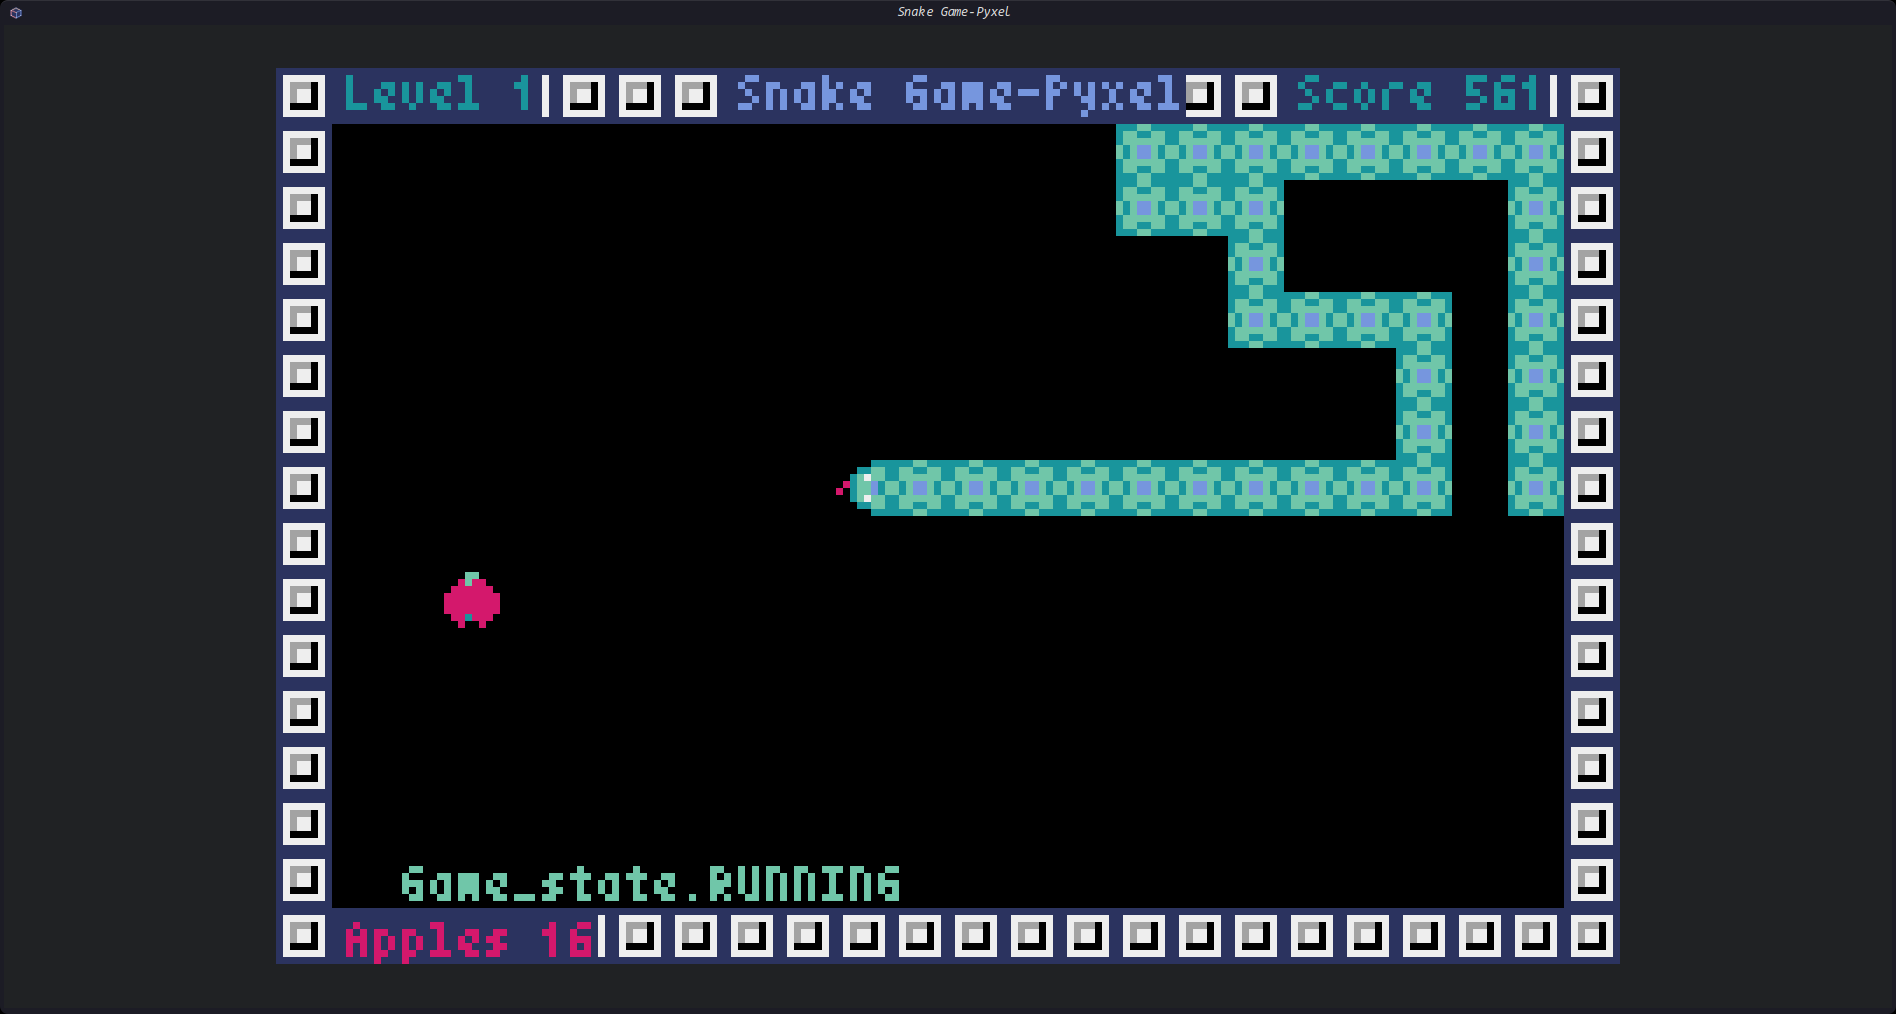 Snake Game-Pyxel
Level 1
Snake Game-Pyxel
Score 561
Game_state.RUNNING
Apples 16